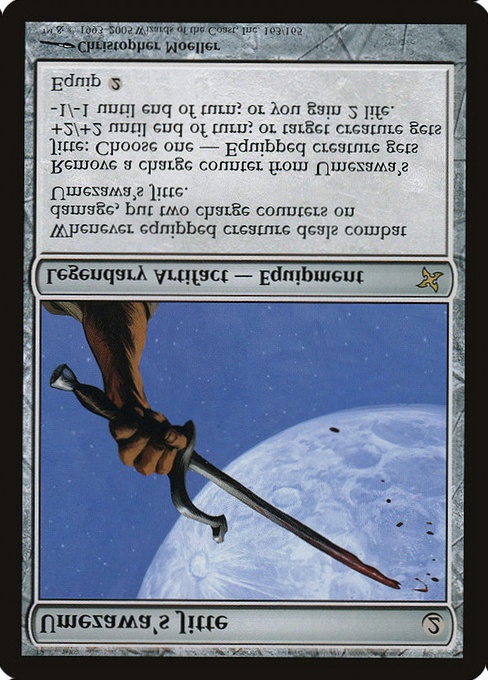 Umezawa's Jitte 2
Legendary Artifact — Equipment
Whenever equipped creature deals combat
damage, put two charge counters on
Umezawa's Jitte.
Remove a charge counter from Umezawa's
Jitte: Choose one — Equipped creature gets
+2/+2 until end of turn; or target creature gets
-1/-1 until end of turn; or you gain 2 life.
Equip 2
Christopher Moeller
™ & © 1993–2005 Wizards of the Coast, Inc. 163/165